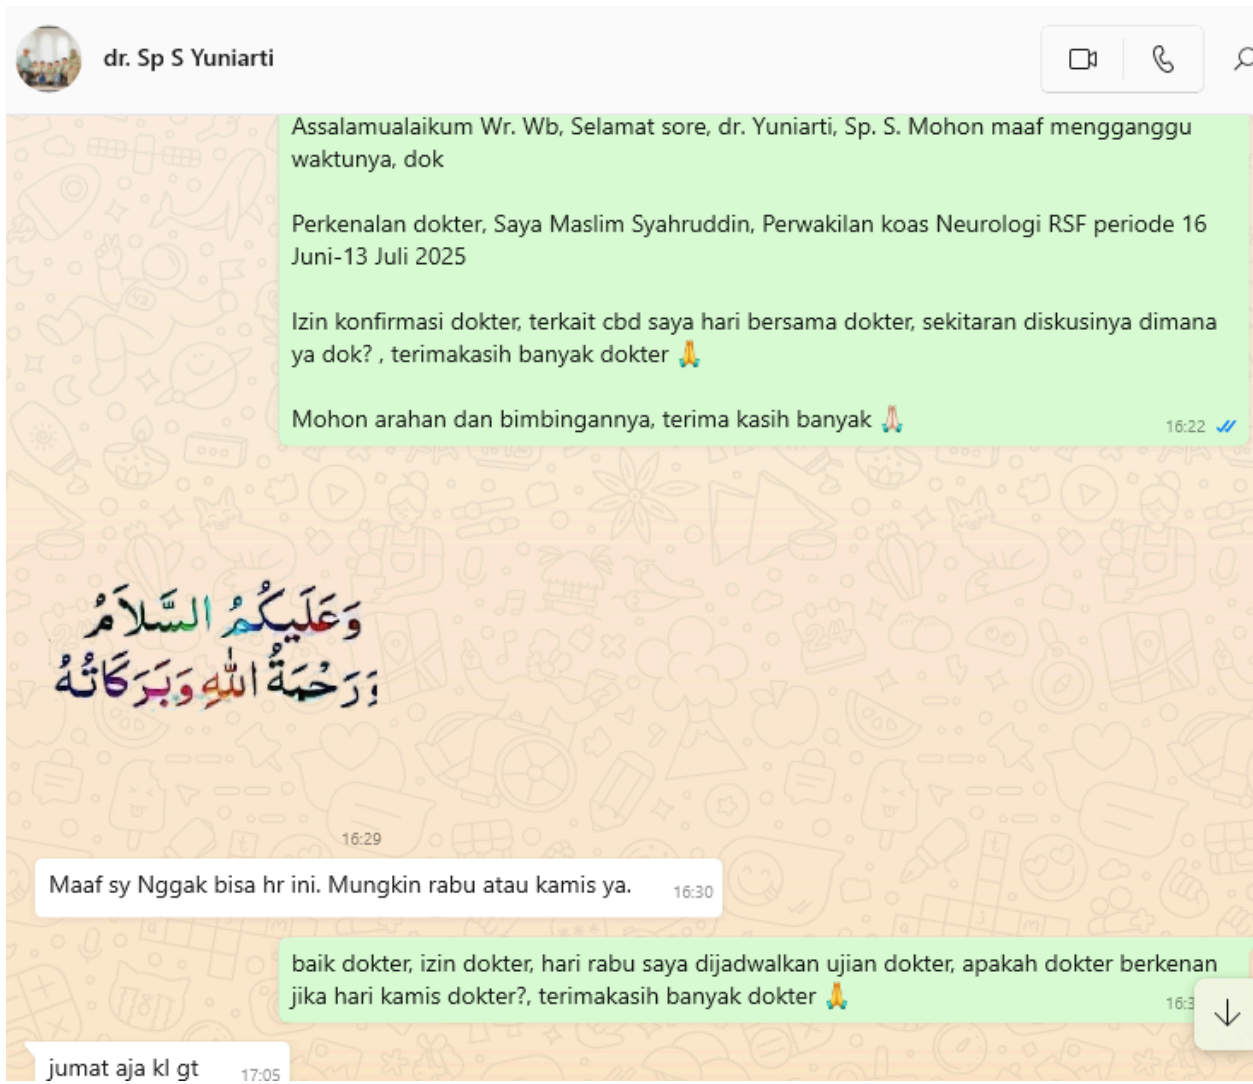 dr. Sp S Yuniarti
Assalamualaikum Wr. Wb, Selamat sore, dr. Yuniarti, Sp. S. Mohon maaf mengganggu
waktunya, dok
Perkenalan dokter, Saya Maslim Syahruddin, Perwakilan koas Neurologi RSF periode 16
Juni-13 Juli 2025
Izin konfirmasi dokter, terkait cbd saya hari bersama dokter, sekitaran diskusinya dimana
ya dok? , terimakasih banyak dokter 🙏
Mohon arahan dan bimbingannya, terima kasih banyak 🙏🏻
16:22
وَعَلَيْكُمُ السَّلاَمُ
وَرَحْمَةُ اللهِ وَبَرَكَاتُهُ
16:29
Maaf sy Nggak bisa hr ini. Mungkin rabu atau kamis ya.
16:30
baik dokter, izin dokter, hari rabu saya dijadwalkan ujian dokter, apakah dokter berkenan
jika hari kamis dokter?, terimakasih banyak dokter 🙏
jumat aja kl gt
17:05